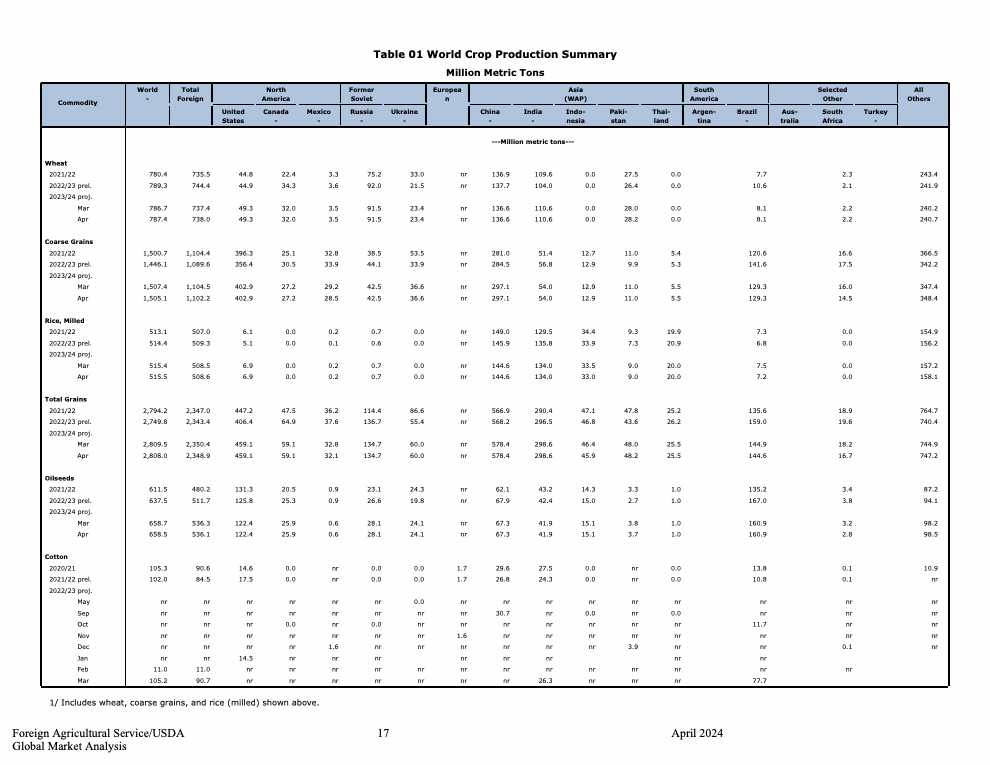 Table 01 World Crop Production Summary
Million Metric Tons
World Total North Former Europea Asia South Selected All
- Foreign America Soviet n (WAP) America Other Others
Commodity
United Canada Mexico Russia Ukraine China India Indo- Paki- Thai- Argen- Brazil Aus- South Turkey
States - - - - - - nesia stan land tina - tralia Africa -
---Million metric tons---
Wheat
2021/22 780.4 735.5 44.8 22.4 3.3 75.2 33.0 nr 136.9 109.6 0.0 27.5 0.0 7.7 2.3 243.4
2022/23 prel. 789.3 744.4 44.9 34.3 3.6 92.0 21.5 nr 137.7 104.0 0.0 26.4 0.0 10.6 2.1 241.9
2023/24 proj.
Mar 786.7 737.4 49.3 32.0 3.5 91.5 23.4 nr 136.6 110.6 0.0 28.0 0.0 8.1 2.2 240.2
Apr 787.4 738.0 49.3 32.0 3.5 91.5 23.4 nr 136.6 110.6 0.0 28.2 0.0 8.1 2.2 240.7
Coarse Grains
2021/22 1,500.7 1,104.4 396.3 25.1 32.8 38.5 53.5 nr 281.0 51.4 12.7 11.0 5.4 120.6 16.6 366.5
2022/23 prel. 1,446.1 1,089.6 356.4 30.5 33.9 44.1 33.9 nr 284.5 56.8 12.9 9.9 5.3 141.6 17.5 342.2
2023/24 proj.
Mar 1,507.4 1,104.5 402.9 27.2 29.2 42.5 36.6 nr 297.1 54.0 12.9 11.0 5.5 129.3 16.0 347.4
Apr 1,505.1 1,102.2 402.9 27.2 28.5 42.5 36.6 nr 297.1 54.0 12.9 11.0 5.5 129.3 14.5 348.4
Rice, Milled
2021/22 513.1 507.0 6.1 0.0 0.2 0.7 0.0 nr 149.0 129.5 34.4 9.3 19.9 7.3 0.0 154.9
2022/23 prel. 514.4 509.3 5.1 0.0 0.1 0.6 0.0 nr 145.9 135.8 33.9 7.3 20.9 6.8 0.0 156.2
2023/24 proj.
Mar 515.4 508.5 6.9 0.0 0.2 0.7 0.0 nr 144.6 134.0 33.5 9.0 20.0 7.5 0.0 157.2
Apr 515.5 508.6 6.9 0.0 0.2 0.7 0.0 nr 144.6 134.0 33.0 9.0 20.0 7.2 0.0 158.1
Total Grains
2021/22 2,794.2 2,347.0 447.2 47.5 36.2 114.4 86.6 nr 566.9 290.4 47.1 47.8 25.2 135.6 18.9 764.7
2022/23 prel. 2,749.8 2,343.4 406.4 64.9 37.6 136.7 55.4 nr 568.2 296.5 46.8 43.6 26.2 159.0 19.6 740.4
2023/24 proj.
Mar 2,809.5 2,350.4 459.1 59.1 32.8 134.7 60.0 nr 578.4 298.6 46.4 48.0 25.5 144.9 18.2 744.9
Apr 2,808.0 2,348.9 459.1 59.1 32.1 134.7 60.0 nr 578.4 298.6 45.9 48.2 25.5 144.6 16.7 747.2
Oilseeds
2021/22 611.5 480.2 131.3 20.5 0.9 23.1 24.3 nr 62.1 43.2 14.3 3.3 1.0 135.2 3.4 87.2
2022/23 prel. 637.5 511.7 125.8 25.3 0.9 26.6 19.8 nr 67.9 42.4 15.0 2.7 1.0 167.0 3.8 94.1
2023/24 proj.
Mar 658.7 536.3 122.4 25.9 0.6 28.1 24.1 nr 67.3 41.9 15.1 3.8 1.0 160.9 3.2 98.2
Apr 658.5 536.1 122.4 25.9 0.6 28.1 24.1 nr 67.3 41.9 15.1 3.7 1.0 160.9 2.8 98.5
Cotton
2020/21 105.3 90.6 14.6 0.0 nr 0.0 0.0 1.7 29.6 27.5 0.0 nr 0.0 13.8 0.1 10.9
2021/22 prel. 102.0 84.5 17.5 0.0 nr 0.0 0.0 1.7 26.8 24.3 0.0 nr 0.0 10.8 0.1 nr
2022/23 proj.
May nr nr nr nr nr nr 0.0 nr nr nr nr nr nr nr nr nr
Sep nr nr nr nr nr nr nr nr 30.7 nr 0.0 nr 0.0 nr nr nr
Oct nr nr nr 0.0 nr 0.0 nr nr nr nr nr nr nr 11.7 nr nr
Nov nr nr nr nr nr nr nr 1.6 nr nr nr nr nr nr nr nr
Dec nr nr nr nr 1.6 nr nr nr nr nr nr 3.9 nr nr 0.1 nr
Jan nr nr 14.5 nr nr nr nr nr nr nr nr nr
Feb 11.0 11.0 nr nr nr nr nr nr nr nr nr nr nr nr nr
Mar 105.2 90.7 nr nr nr nr nr nr nr 26.3 nr nr nr 77.7
1/ Includes wheat, coarse grains, and rice (milled) shown above.
Foreign Agricultural Service/USDA 17 April 2024
Global Market Analysis